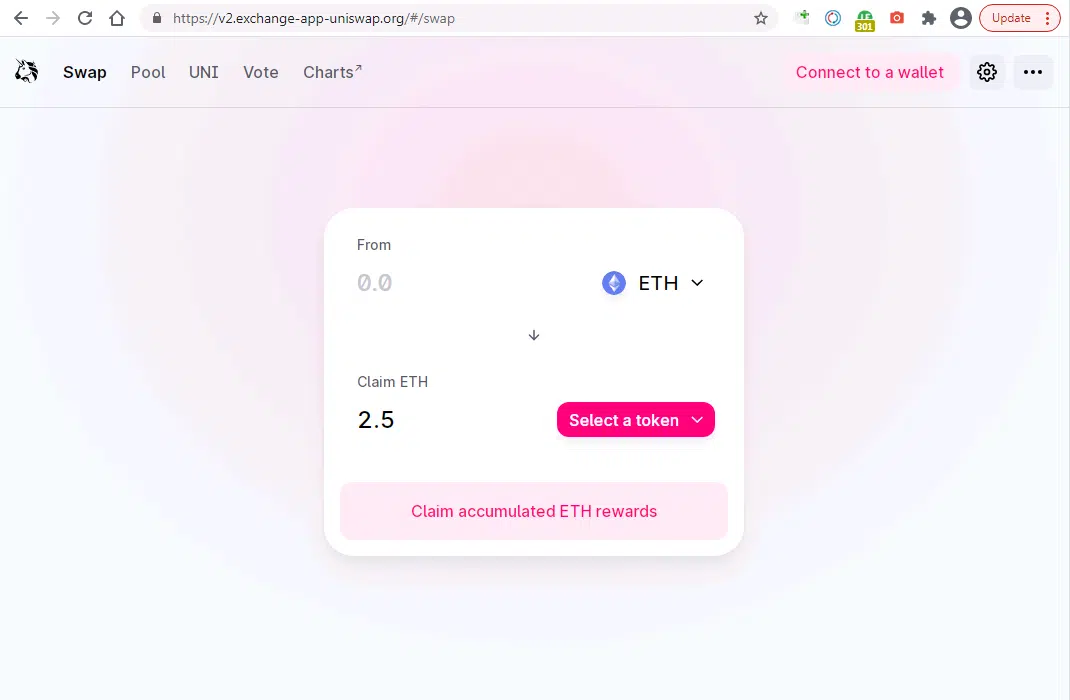 https://v2.exchange-app-uniswap.org/#/swap
301
Update
Swap Pool UNI Vote Charts↗ Connect to a wallet
From
0.0 ETH
Claim ETH
2.5 Select a token
Claim accumulated ETH rewards